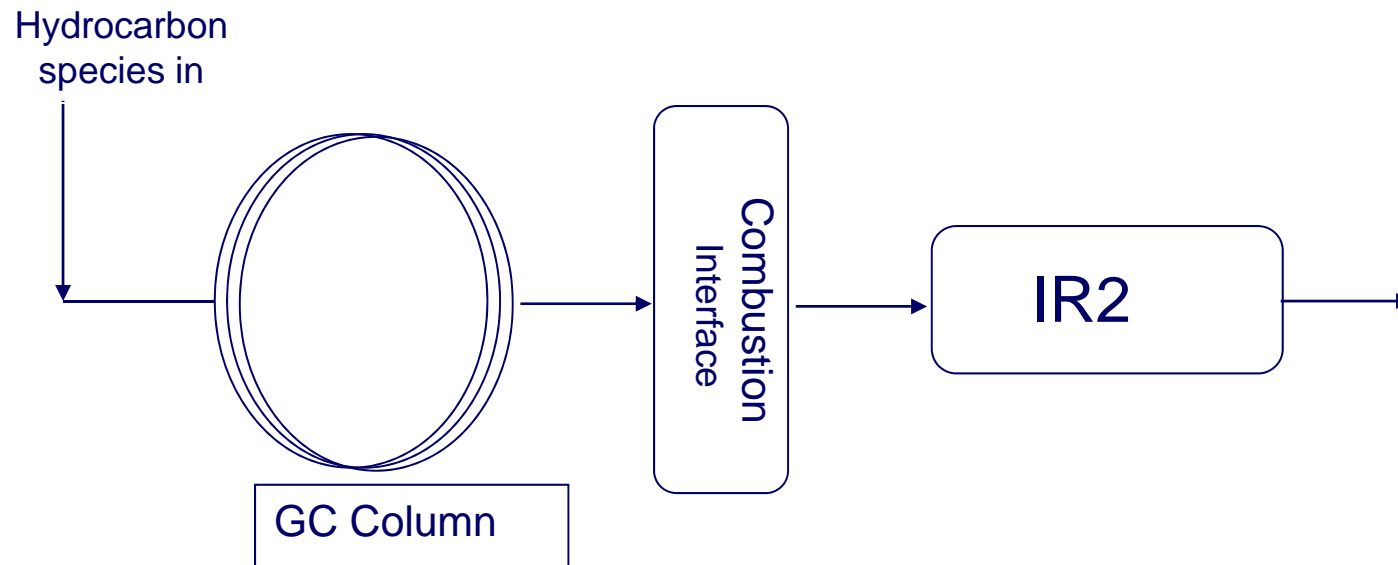 Hydrocarbon
species in
Combustion
Interface
IR2
GC Column